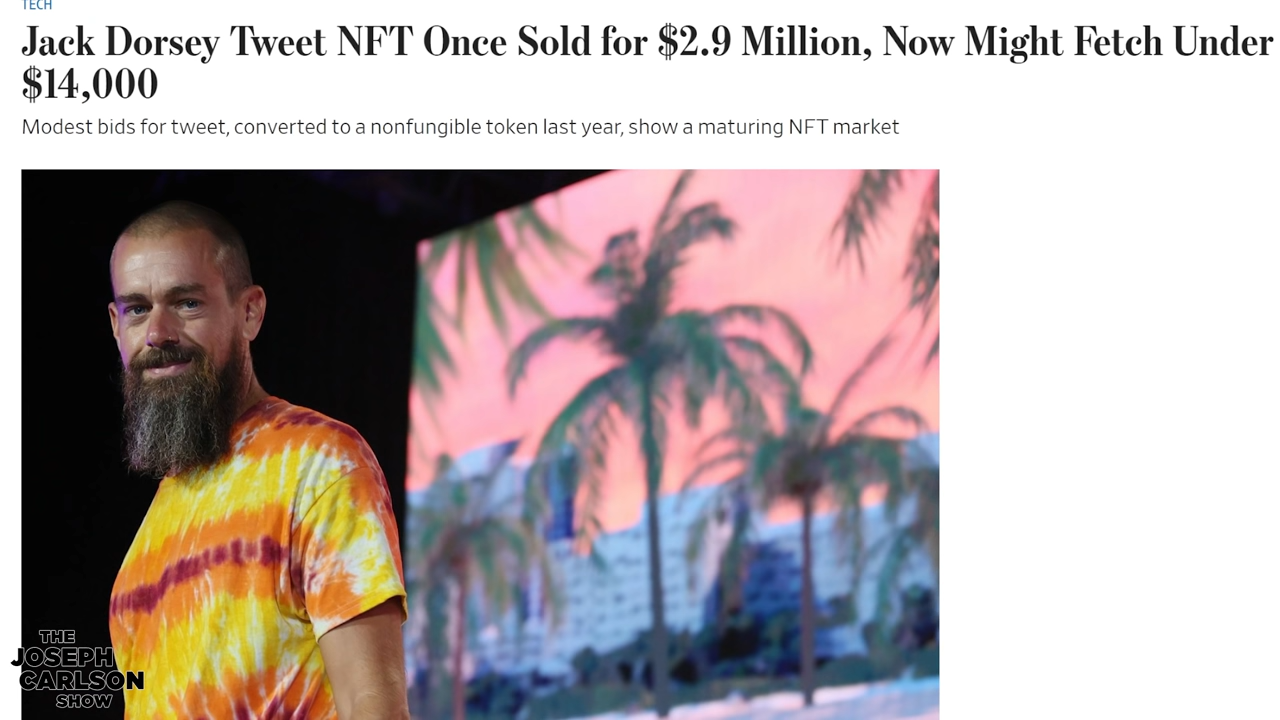 TECH
Jack Dorsey Tweet NFT Once Sold for $2.9 Million, Now Might Fetch Under
$14,000
Modest bids for tweet, converted to a nonfungible token last year, show a maturing NFT market
THE
JOSEPH
CARLSON
SHOW